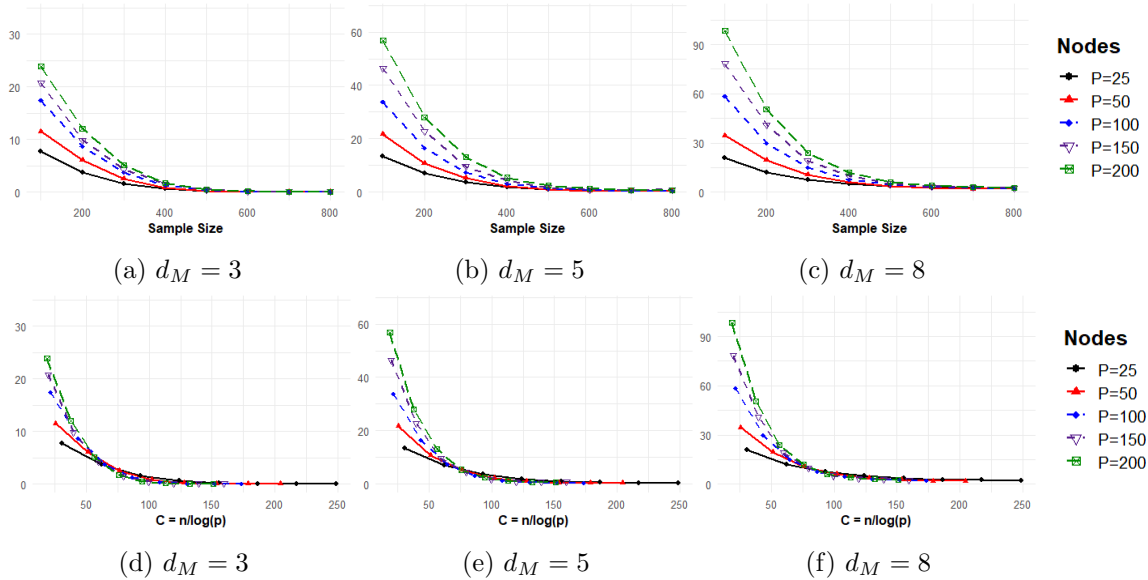 35
30
20
10
0
200 400 600 800
Sample Size
(a) d_M = 3
60
40
20
0
200 400 600 800
Sample Size
(b) d_M = 5
90
60
30
0
200 400 600 800
Sample Size
(c) d_M = 8
Nodes
P=25
P=50
P=100
P=150
P=200
30
20
10
0
50 100 150 200 250
C = n/log(p)
(d) d_M = 3
60
40
20
0
50 100 150 200 250
C = n/log(p)
(e) d_M = 5
90
60
30
0
50 100 150 200 250
C = n/log(p)
(f) d_M = 8
Nodes
P=25
P=50
P=100
P=150
P=200